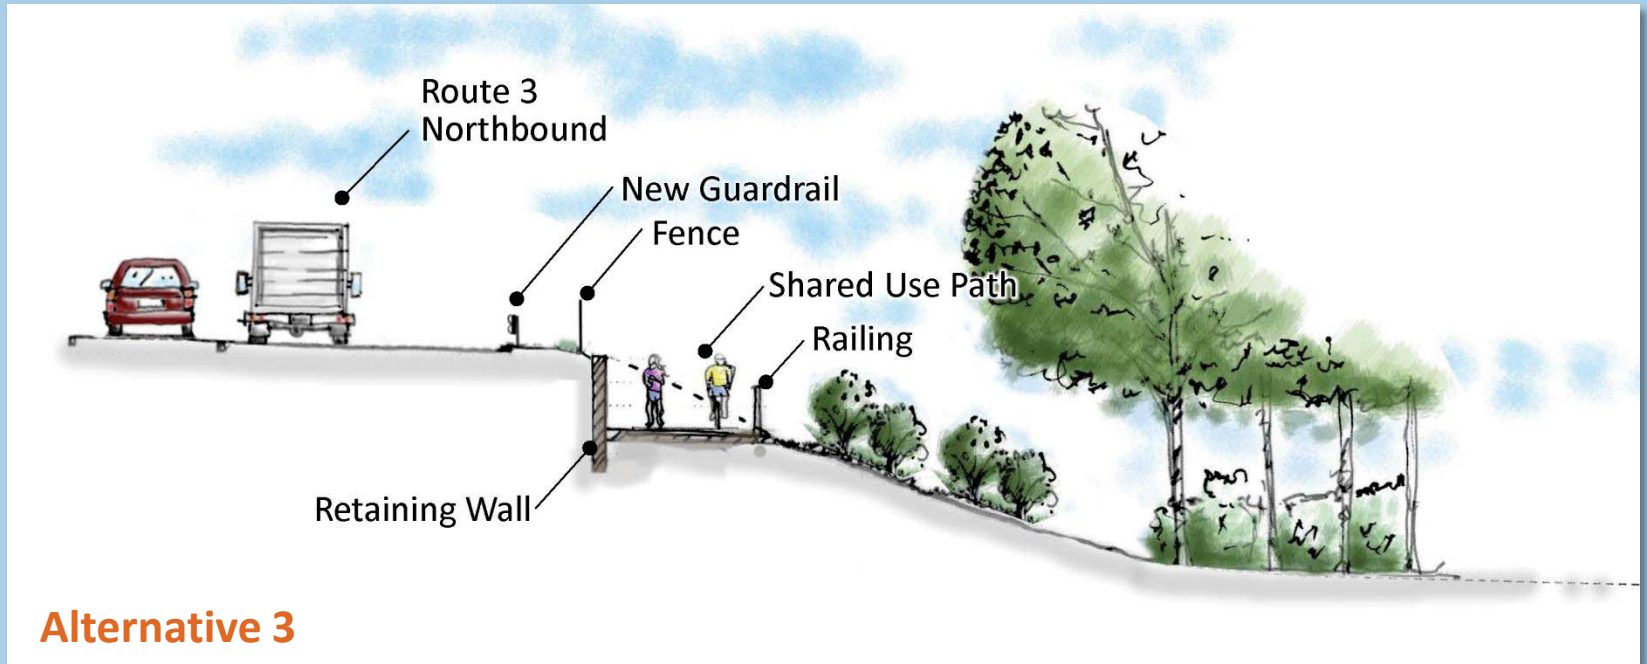 Route 3
Northbound
New Guardrail
Fence
Shared Use Path
Railing
Retaining Wall
Alternative 3